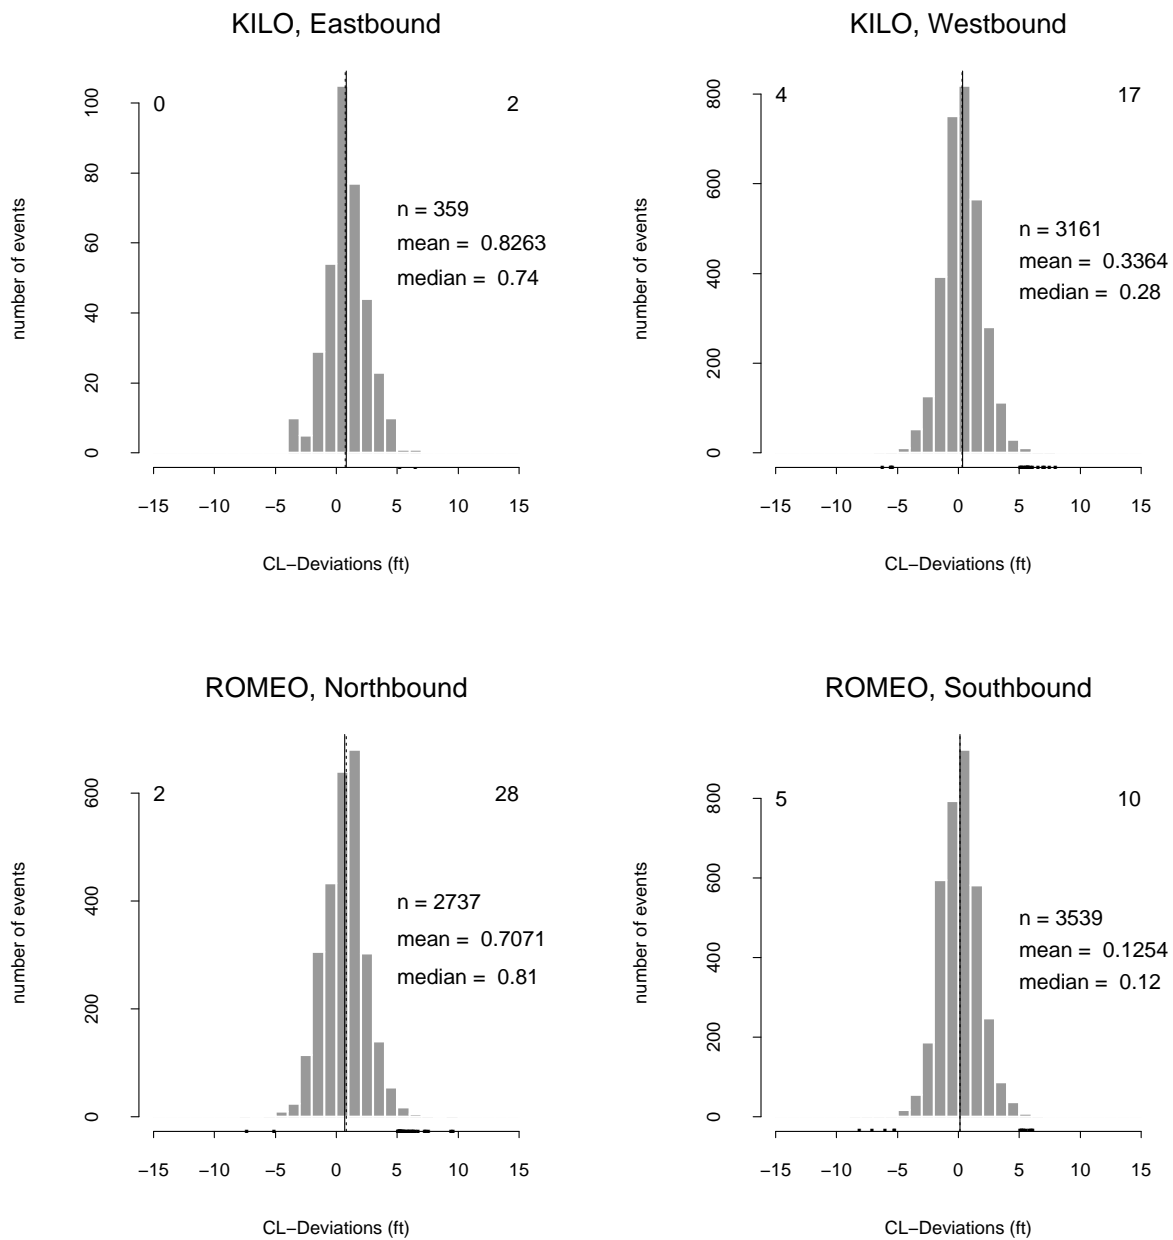 KILO, Eastbound
number of events
0
20
40
60
80
100
0
2
n = 359
mean = 0.8263
median = 0.74
−15 −10 −5 0 5 10 15
CL−Deviations (ft)
KILO, Westbound
number of events
0
200
400
600
800
4
17
n = 3161
mean = 0.3364
median = 0.28
−15 −10 −5 0 5 10 15
CL−Deviations (ft)
ROMEO, Northbound
number of events
0
200
400
600
2
28
n = 2737
mean = 0.7071
median = 0.81
−15 −10 −5 0 5 10 15
CL−Deviations (ft)
ROMEO, Southbound
number of events
0
200
400
600
800
5
10
n = 3539
mean = 0.1254
median = 0.12
−15 −10 −5 0 5 10 15
CL−Deviations (ft)